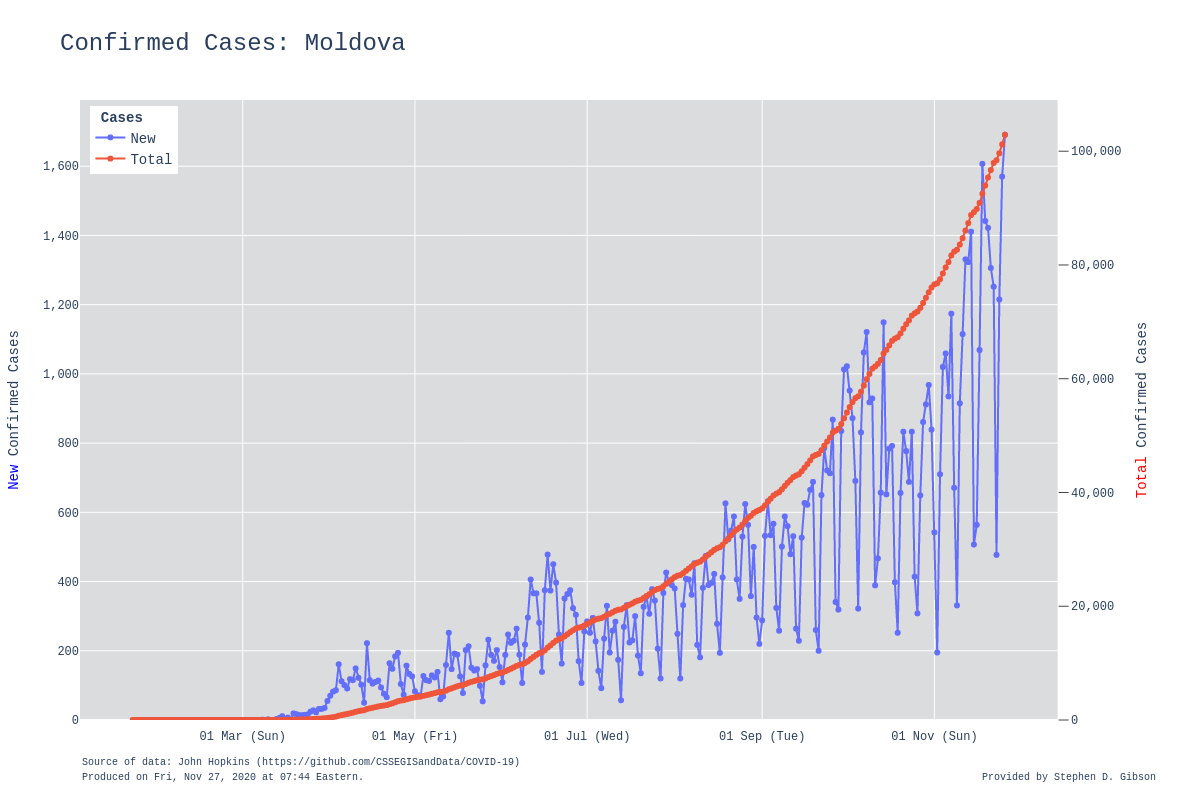 Confirmed Cases: Moldova
Cases
New
Total
1,600
1,400
1,200
1,000
800
600
400
200
0
100,000
80,000
60,000
40,000
20,000
0
New Confirmed Cases
Total Confirmed Cases
01 Mar (Sun)
01 May (Fri)
01 Jul (Wed)
01 Sep (Tue)
01 Nov (Sun)
Source of data: John Hopkins (https://github.com/CSSEGISandData/COVID-19)
Produced on Fri, Nov 27, 2020 at 07:44 Eastern.
Provided by Stephen D. Gibson